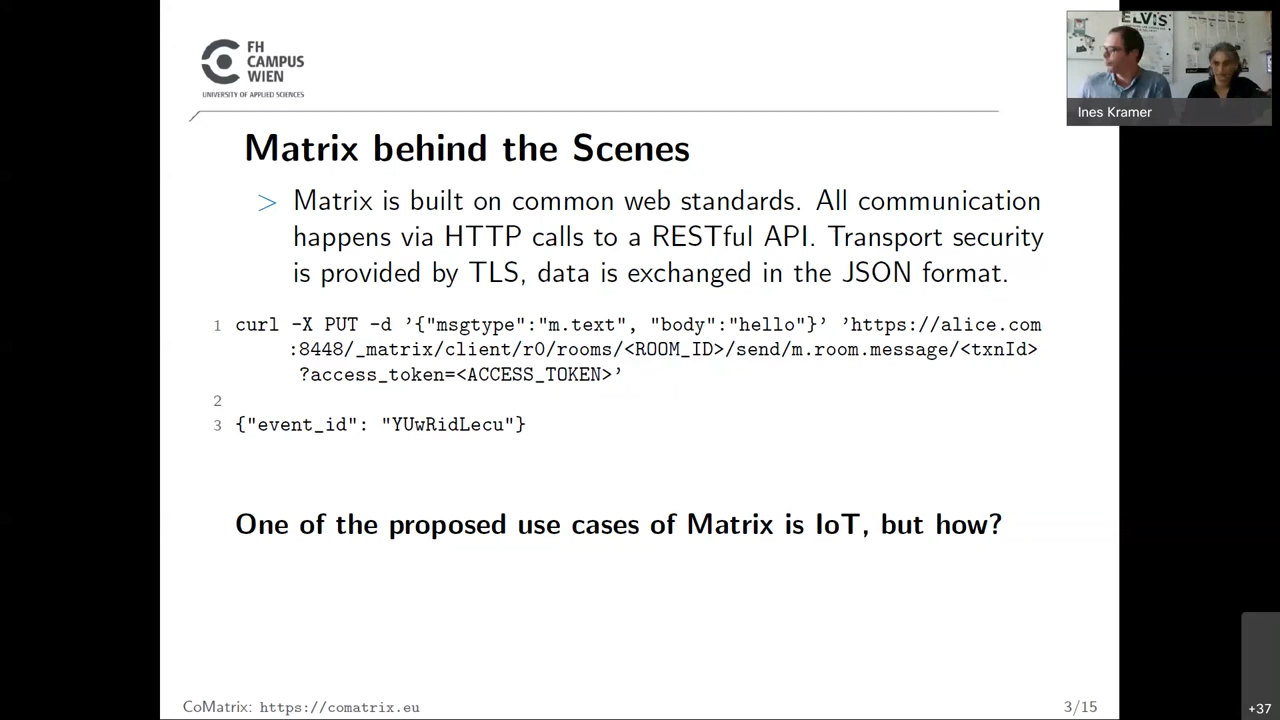 FH
CAMPUS
WIEN
UNIVERSITY OF APPLIED SCIENCES
ELVIS
Ines Kramer
Matrix behind the Scenes
> Matrix is built on common web standards. All communication
happens via HTTP calls to a RESTful API. Transport security
is provided by TLS, data is exchanged in the JSON format.
1 curl -X PUT -d '{"msgtype":"m.text", "body":"hello"}' 'https://alice.com
:8448/_matrix/client/r0/rooms/<ROOM_ID>/send/m.room.message/<txnId>
?access_token=<ACCESS_TOKEN>'
2
3 {"event_id": "YUwRidLecu"}
One of the proposed use cases of Matrix is IoT, but how?
CoMatrix: https://comatrix.eu
3/15
+37